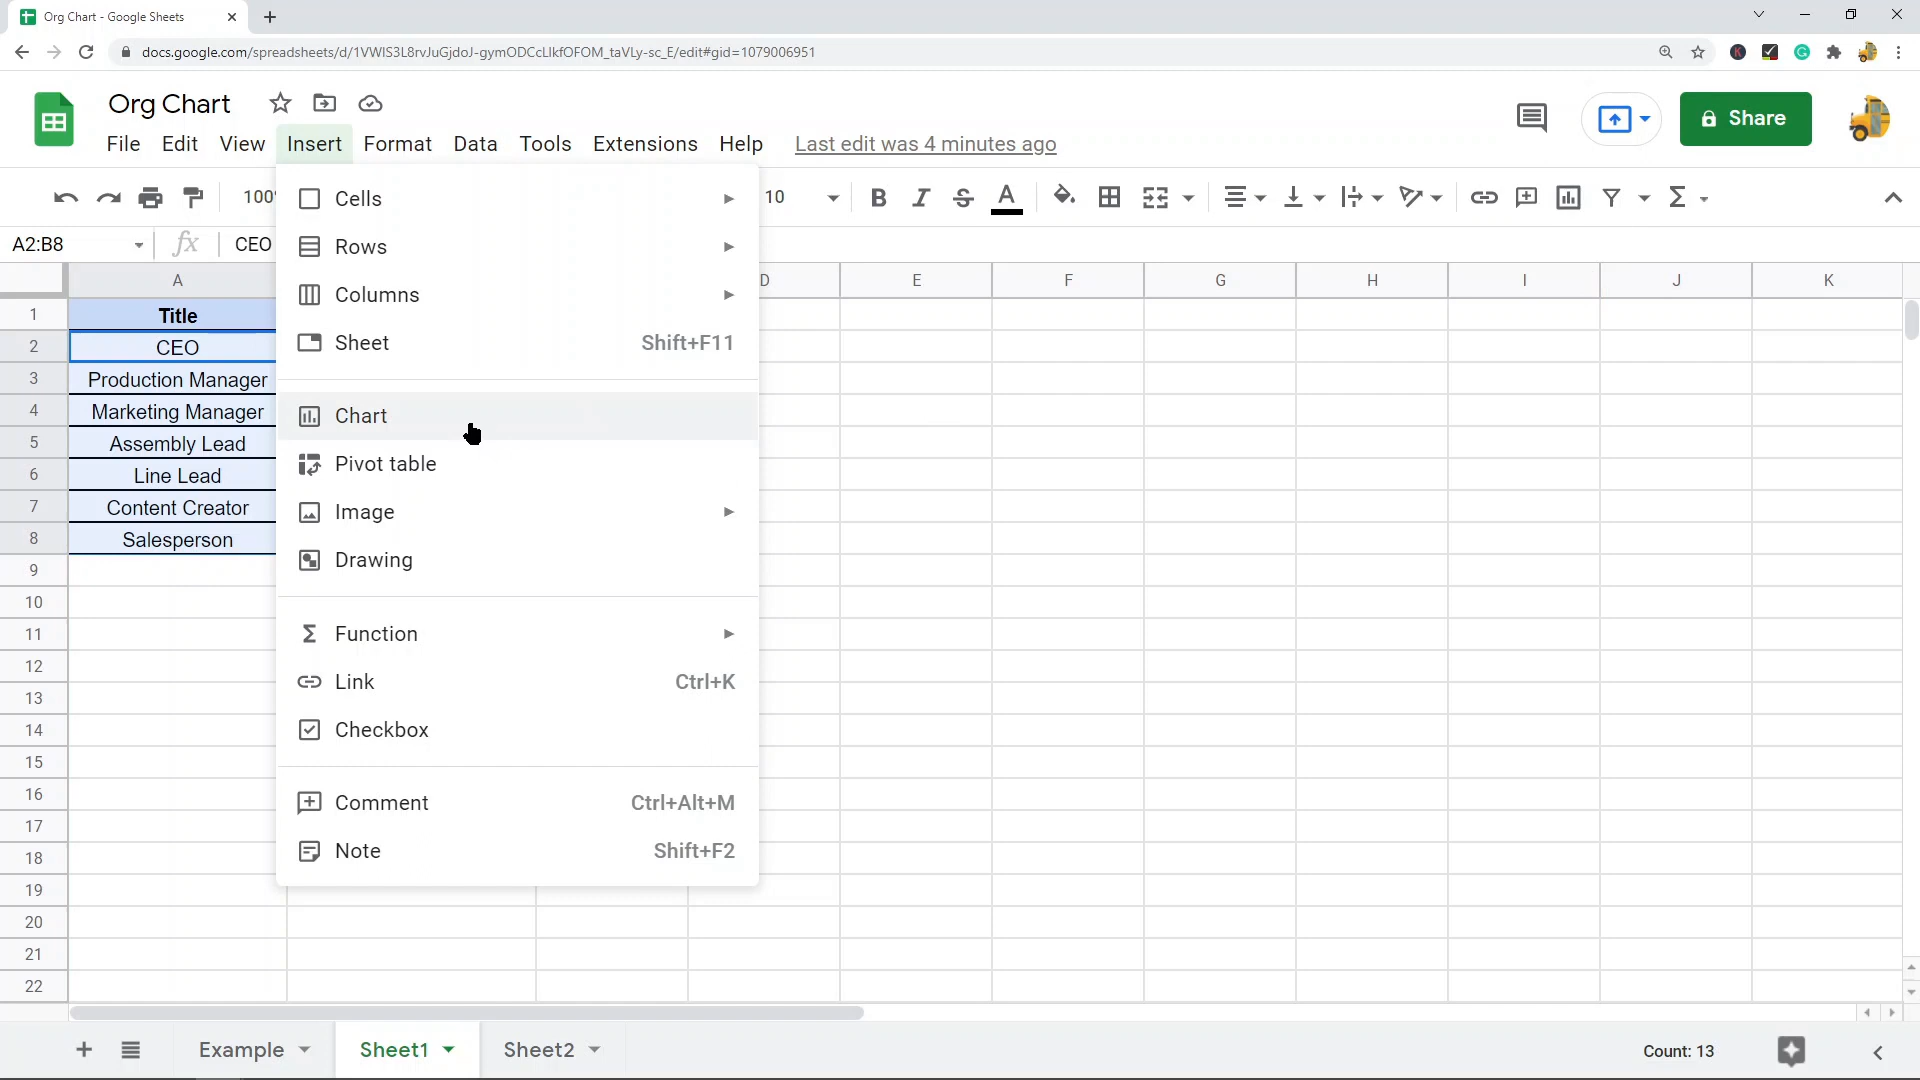 Org Chart - Google Sheets
docs.google.com/spreadsheets/d/1VWIS3L8rvJuGjdoJ-gymODCcLlkfOFOM_taVLy-sc_E/edit#gid=1079006951
Org Chart
Share
File Edit View Insert Format Data Tools Extensions Help Last edit was 4 minutes ago
100% 10 B I S A
A2:B8 fx CEO
A D E F G H I J K
1 Title
2 CEO
3 Production Manager
4 Marketing Manager
5 Assembly Lead
6 Line Lead
7 Content Creator
8 Salesperson
9
10
11
12
13
14
15
16
17
18
19
20
21
22
Cells
Rows
Columns
Sheet Shift+F11
Chart
Pivot table
Image
Drawing
Function
Link Ctrl+K
Checkbox
Comment Ctrl+Alt+M
Note Shift+F2
Example Sheet1 Sheet2 Count: 13